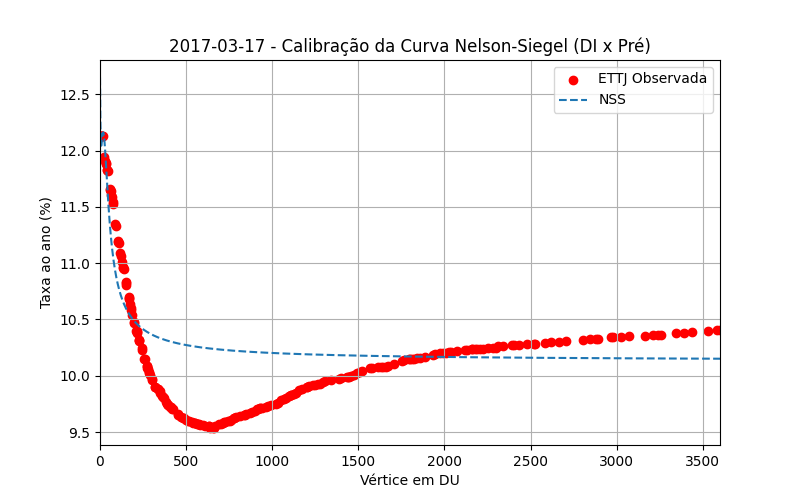 2017-03-17 - Calibração da Curva Nelson-Siegel (DI x Pré)
ETTJ Observada
NSS
12.5
12.0
11.5
11.0
10.5
10.0
9.5
Taxa ao ano (%)
0 500 1000 1500 2000 2500 3000 3500
Vértice em DU